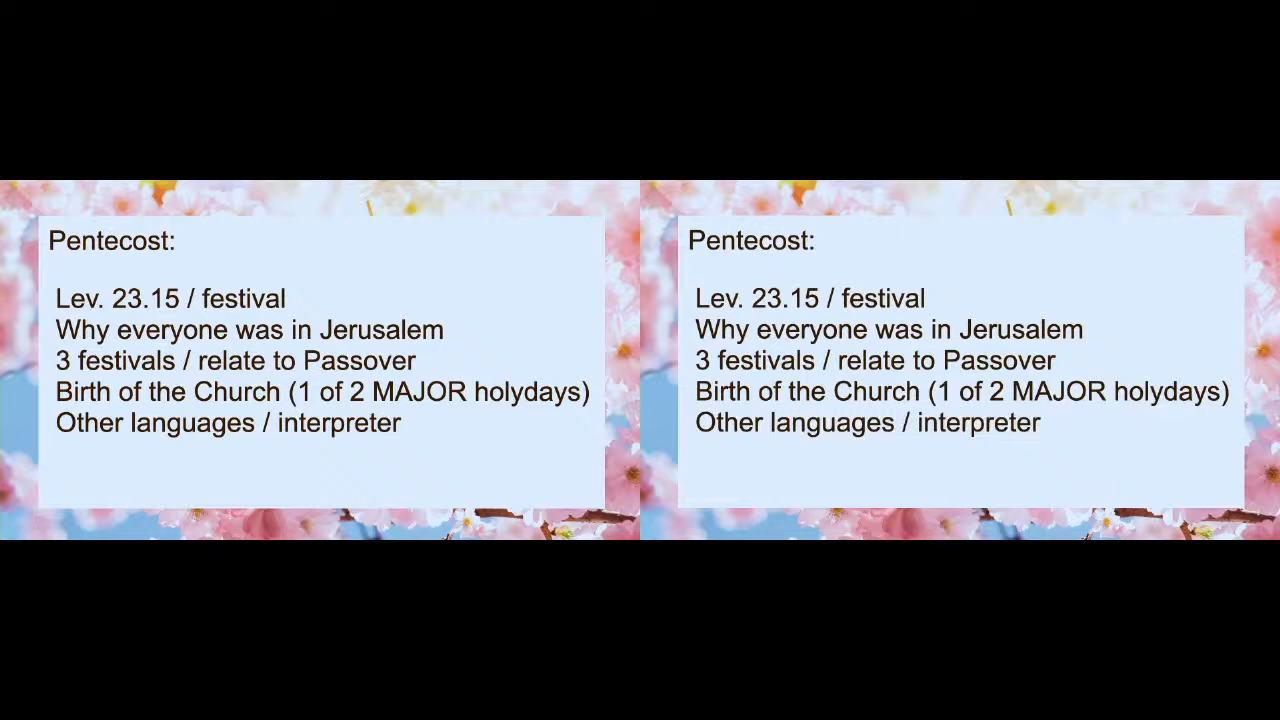 Pentecost:
Lev. 23.15 / festival
Why everyone was in Jerusalem
3 festivals / relate to Passover
Birth of the Church (1 of 2 MAJOR holydays)
Other languages / interpreter
Pentecost:
Lev. 23.15 / festival
Why everyone was in Jerusalem
3 festivals / relate to Passover
Birth of the Church (1 of 2 MAJOR holydays)
Other languages / interpreter